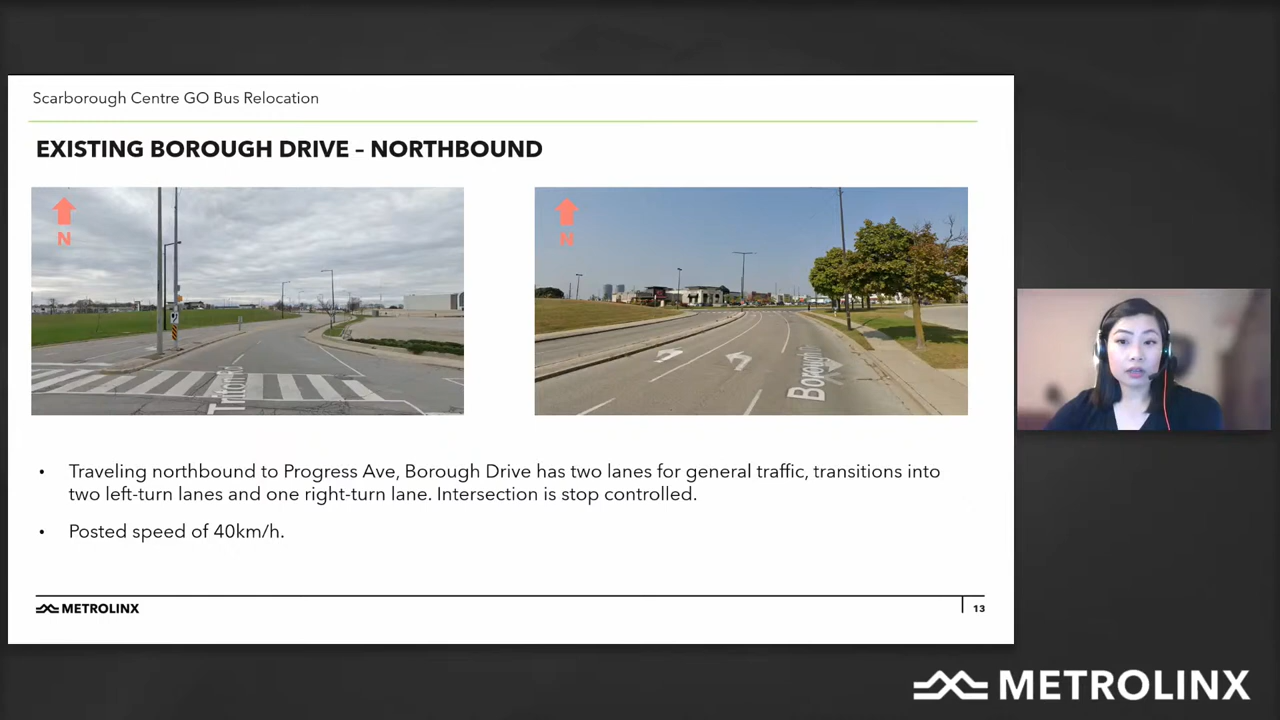 Scarborough Centre GO Bus Relocation
EXISTING BOROUGH DRIVE – NORTHBOUND
N
N
Triton Rd
Borough
• Traveling northbound to Progress Ave, Borough Drive has two lanes for general traffic, transitions into
two left-turn lanes and one right-turn lane. Intersection is stop controlled.
• Posted speed of 40km/h.
METROLINX
13
METROLINX